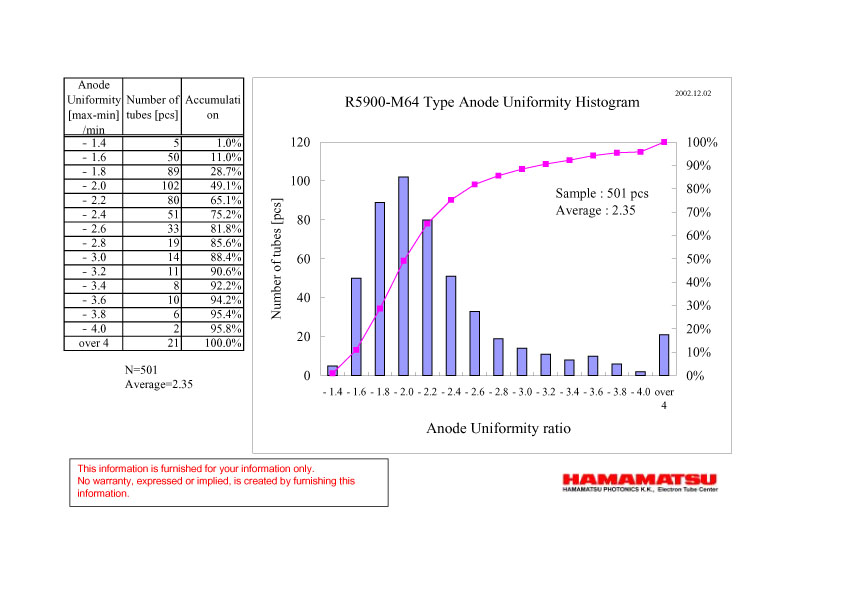 Anode
Uniformity Number of Accumulati
[max-min] tubes [pcs] on
/min
- 1.4 5 1.0%
- 1.6 50 11.0%
- 1.8 89 28.7%
- 2.0 102 49.1%
- 2.2 80 65.1%
- 2.4 51 75.2%
- 2.6 33 81.8%
- 2.8 19 85.6%
- 3.0 14 88.4%
- 3.2 11 90.6%
- 3.4 8 92.2%
- 3.6 10 94.2%
- 3.8 6 95.4%
- 4.0 2 95.8%
over 4 21 100.0%
N=501
Average=2.35
2002.12.02
R5900-M64 Type Anode Uniformity Histogram
Number of tubes [pcs]
120
100
80
60
40
20
0
Sample : 501 pcs
Average : 2.35
100%
90%
80%
70%
60%
50%
40%
30%
20%
10%
0%
- 1.4 - 1.6 - 1.8 - 2.0 - 2.2 - 2.4 - 2.6 - 2.8 - 3.0 - 3.2 - 3.4 - 3.6 - 3.8 - 4.0 over
4
Anode Uniformity ratio
This information is furnished for your information only.
No warranty, expressed or implied, is created by furnishing this
information.
HAMAMATSU
HAMAMATSU PHOTONICS K.K., Electron Tube Center